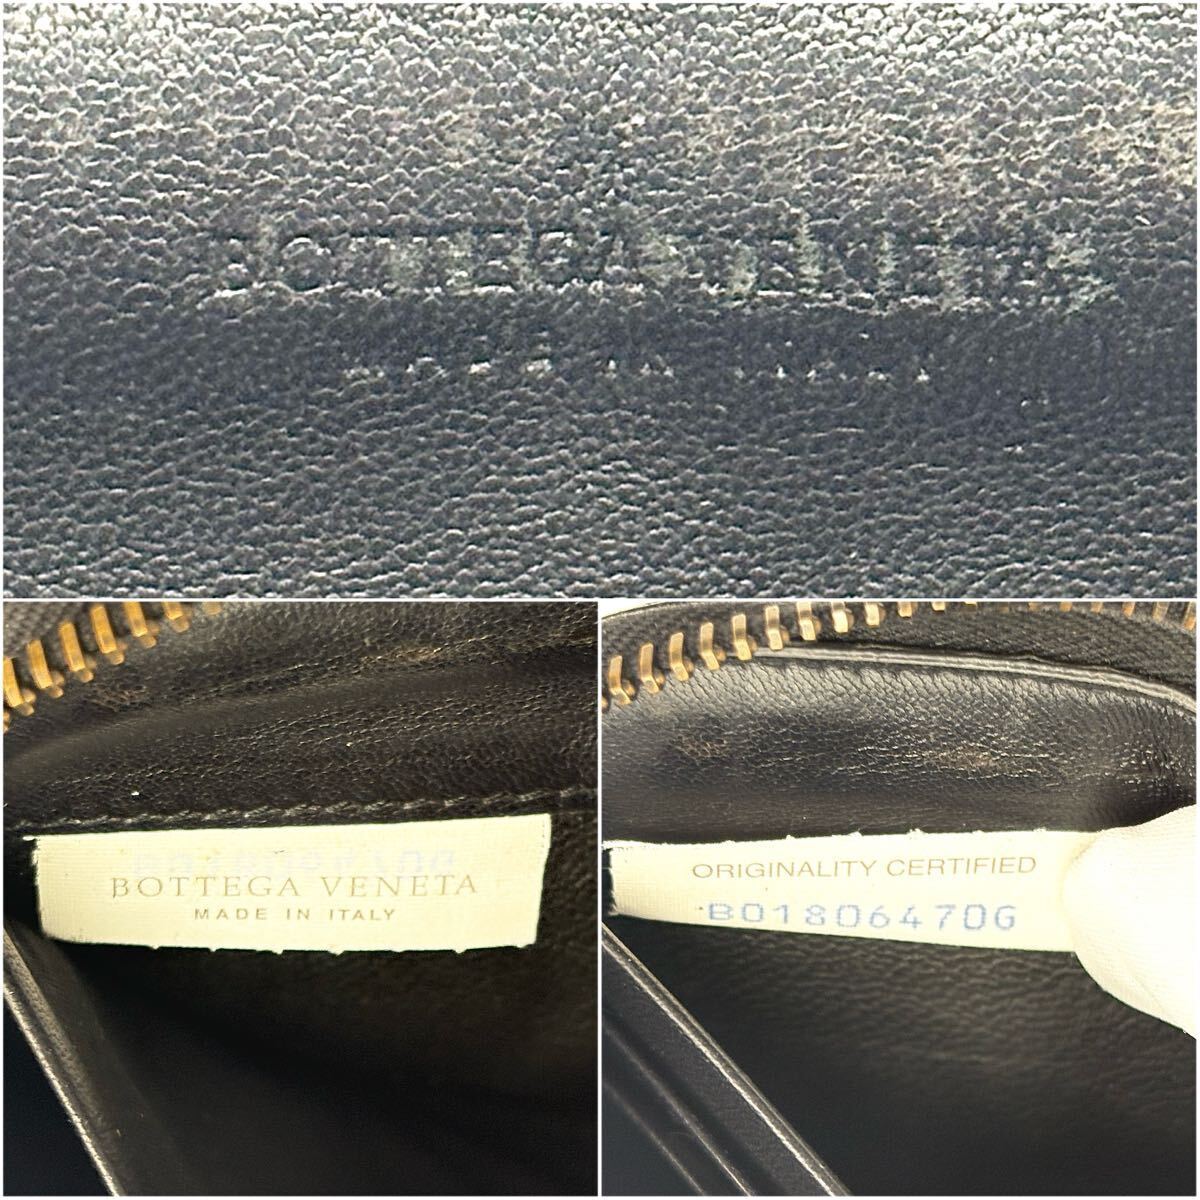 BOTTEGA VENETA
BOTTEGA VENETA
MADE IN ITALY
ORIGINALITY CERTIFIED
B01806470G